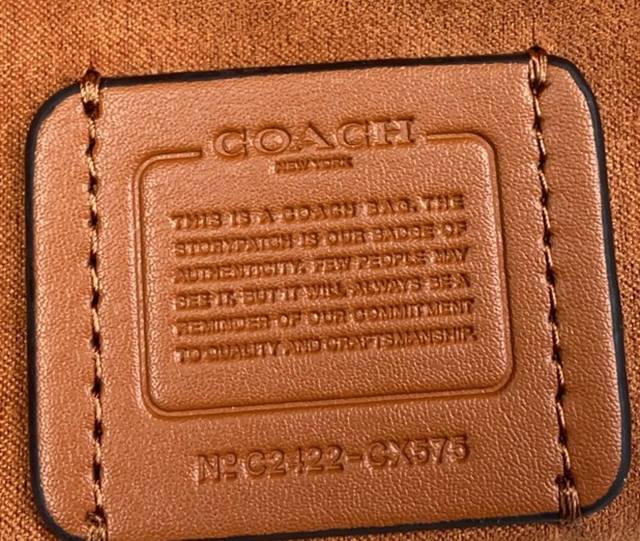 COACH
NEW YORK
THIS IS A COACH BAG. THE
STORYPATCH IS OUR BADGE OF
AUTHENTICITY. FEW PEOPLE MAY
SEE IT, BUT IT WILL ALWAYS BE A
REMINDER OF OUR COMMITMENT
TO QUALITY AND CRAFTSMANSHIP.
Nº C2422-CX575